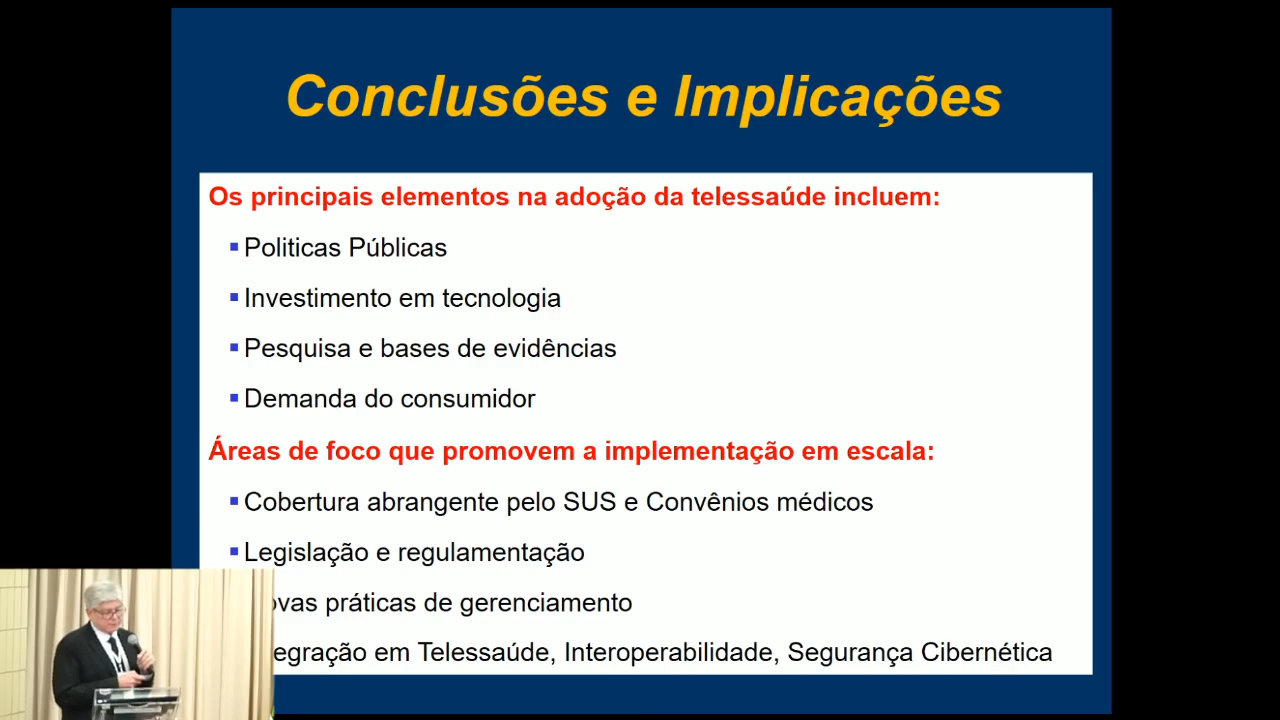 Conclusões e Implicações
Os principais elementos na adoção da telessaúde incluem:
Politicas Públicas
Investimento em tecnologia
Pesquisa e bases de evidências
Demanda do consumidor
Áreas de foco que promovem a implementação em escala:
Cobertura abrangente pelo SUS e Convênios médicos
Legislação e regulamentação
práticas de gerenciamento
em Telessaúde, Interoperabilidade, Segurança Cibernética